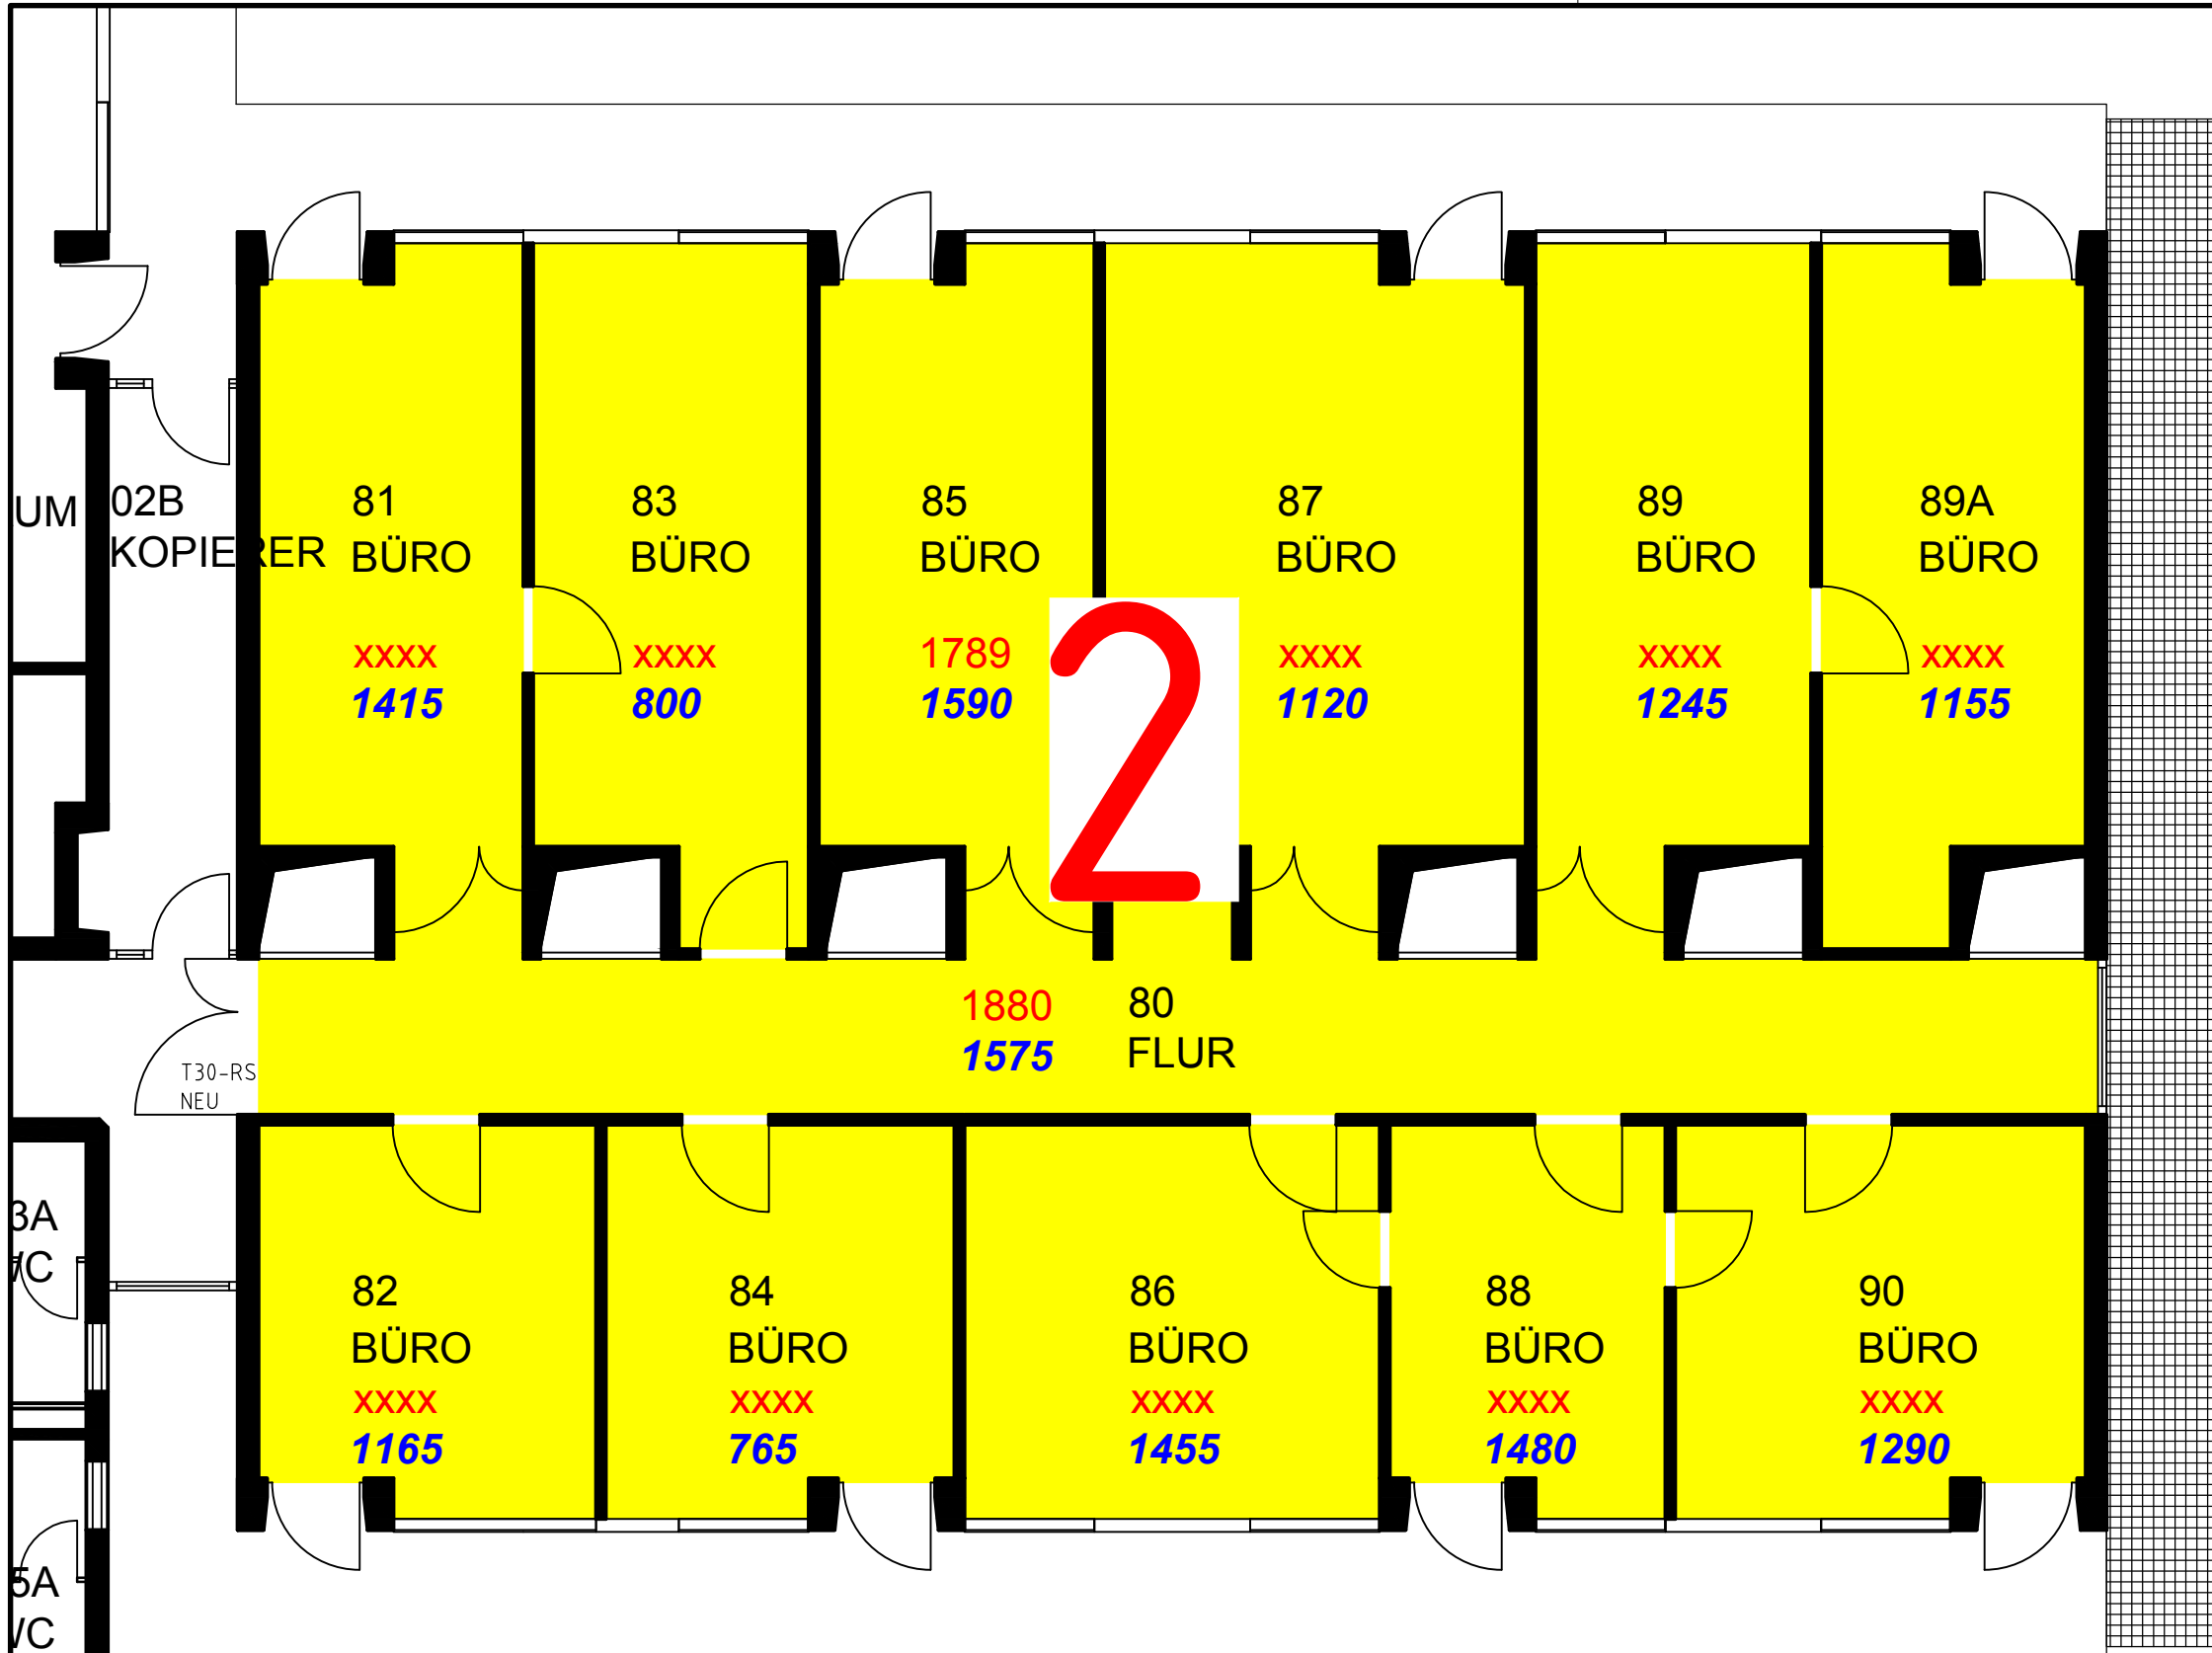 UM
02B
KOPIERER
81
BÜRO
xxxx
1415
83
BÜRO
xxxx
800
85
BÜRO
1789
1590
2
87
BÜRO
xxxx
1120
89
BÜRO
xxxx
1245
89A
BÜRO
xxxx
1155
1880
1575
80
FLUR
T30-RS
NEU
3A
82
BÜRO
xxxx
1165
84
BÜRO
xxxx
765
86
BÜRO
xxxx
1455
88
BÜRO
xxxx
1480
90
BÜRO
xxxx
1290
5A